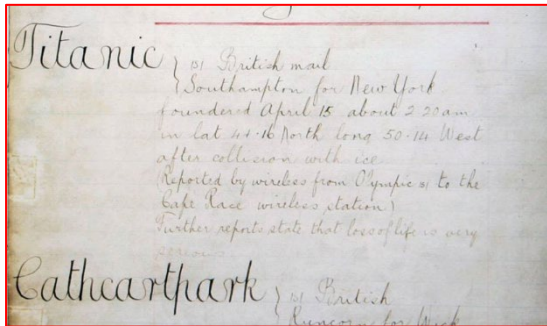 Titanic } (s) British mail
Southampton for New York
foundered April 15 about 2 20am
in lat 41·16 North long 50·14 West
after collision with ice
(Reported by wireless from Olympic (s) to the
Cape Race wireless station)
Further reports state that loss of life is very
serious
Cathcartpark } (s) British
Runcorn for Wick